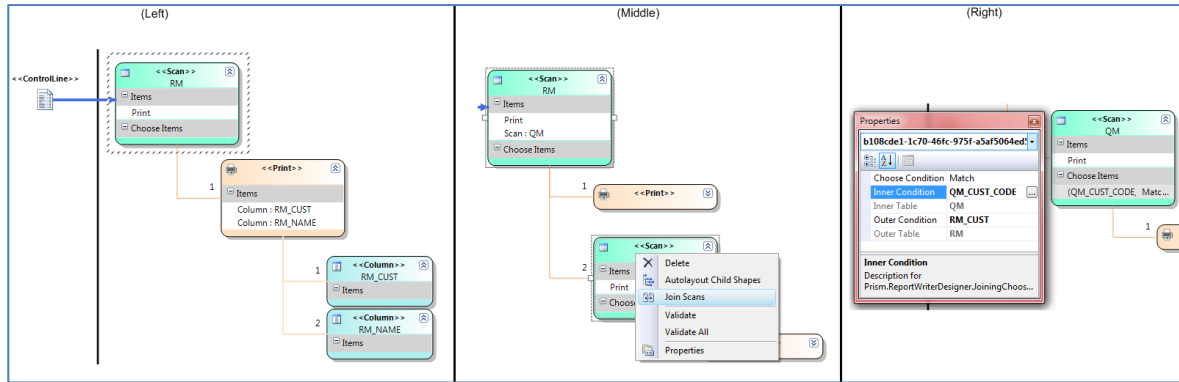 (Left)
<<ControlLine>>
<<Scan>>
RM
Items
Print
Choose Items
1
<<Print>>
Items
Column : RM_CUST
Column : RM_NAME
1
<<Column>>
RM_CUST
Items
2
<<Column>>
RM_NAME
Items
(Middle)
<<Scan>>
RM
Items
Print
Scan : QM
Choose Items
1
<<Print>>
2
<<Scan>>
Items
Print
Choos
Delete
Autolayout Child Shapes
Join Scans
Validate
Validate All
Properties
(Right)
Properties
b108cde1-1c70-46fc-975f-a5af5064ed5
Choose Condition Match
Inner Condition QM_CUST_CODE ...
Inner Table QM
Outer Condition RM_CUST
Outer Table RM
Inner Condition
Description for
Prism.ReportWriterDesigner.JoiningChoos...
<<Scan>>
QM
Items
Print
Choose Items
(QM_CUST_CODE, Matc...
1